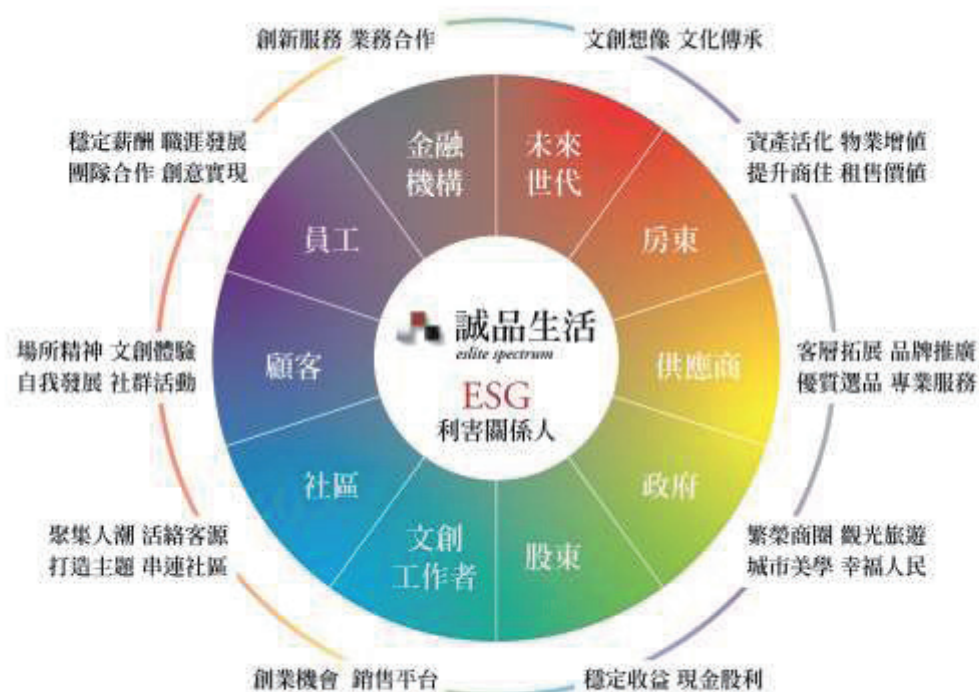 創新服務 業務合作
文創想像 文化傳承
穩定薪酬 職涯發展
團隊合作 創意實現
資產活化 物業增值
提升商住 租售價值
金融
機構
未來
世代
員工
房東
誠品生活
eslite spectrum
ESG
利害關係人
顧客
供應商
場所精神 文創體驗
自我發展 社群活動
客層拓展 品牌推廣
優質選品 專業服務
社區
政府
文創
工作者
股東
聚集人潮 活絡客源
打造主題 串連社區
繁榮商圈 觀光旅遊
城市美學 幸福人民
創業機會 銷售平台
穩定收益 現金股利